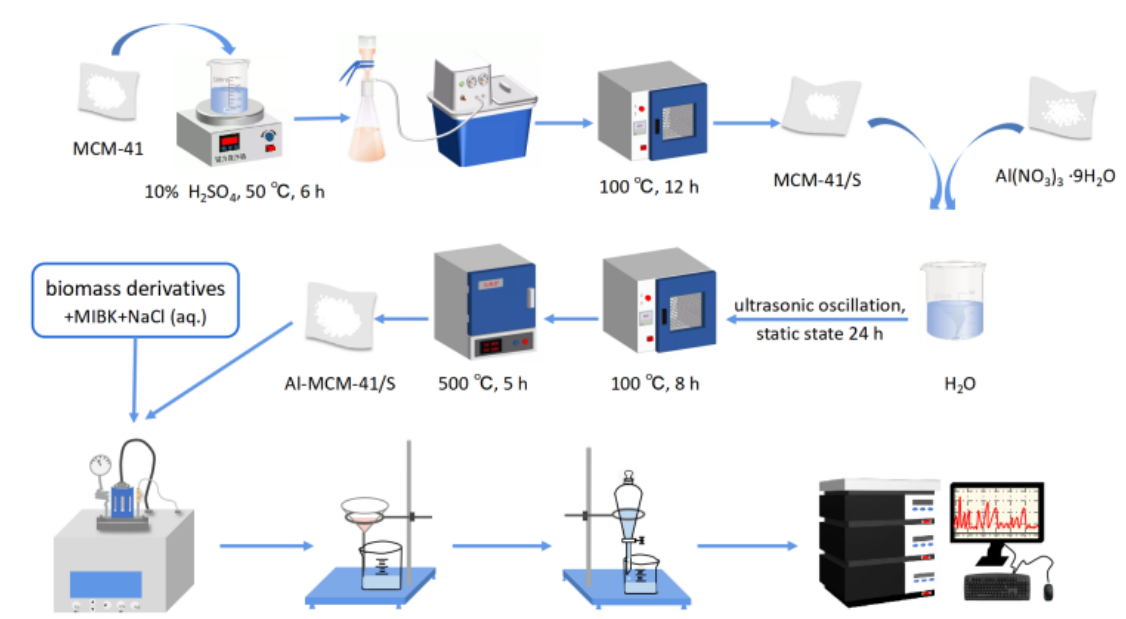 MCM-41
10% H₂SO₄, 50 ℃, 6 h
100 ℃, 12 h
MCM-41/S
Al(NO₃)₃ ·9H₂O
biomass derivatives
+MIBK+NaCl (aq.)
Al-MCM-41/S
500 ℃, 5 h
100 ℃, 8 h
ultrasonic oscillation,
static state 24 h
H₂O